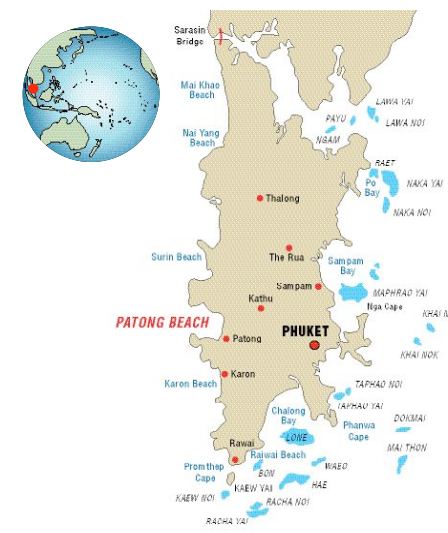 Sarasin
Bridge
Mai Khao
Beach
LAWA YAI
PAYU
LAWA NOI
Nai Yang
Beach
NGAM
RAET
Po
Bay
NAKA YAI
Thalong
NAKA NOI
Surin Beach
The Rua
Sampam
Bay
Sampam
MAPHRAO YAI
Kathu
Nga Cape
PATONG BEACH
PHUKET
Patong
KHAI NOK
Karon
Karon Beach
TAPHAO NOI
TAPHAO YAI
Chalong
Bay
DOKMAI
Phanwa
Cape
LONE
Rawai
MAI THON
Raiwai Beach
Promthep
Cape
BON
WAEO
KAEW YAI
HAE
KAEW NOI
RACHA NOI
RACHA YAI